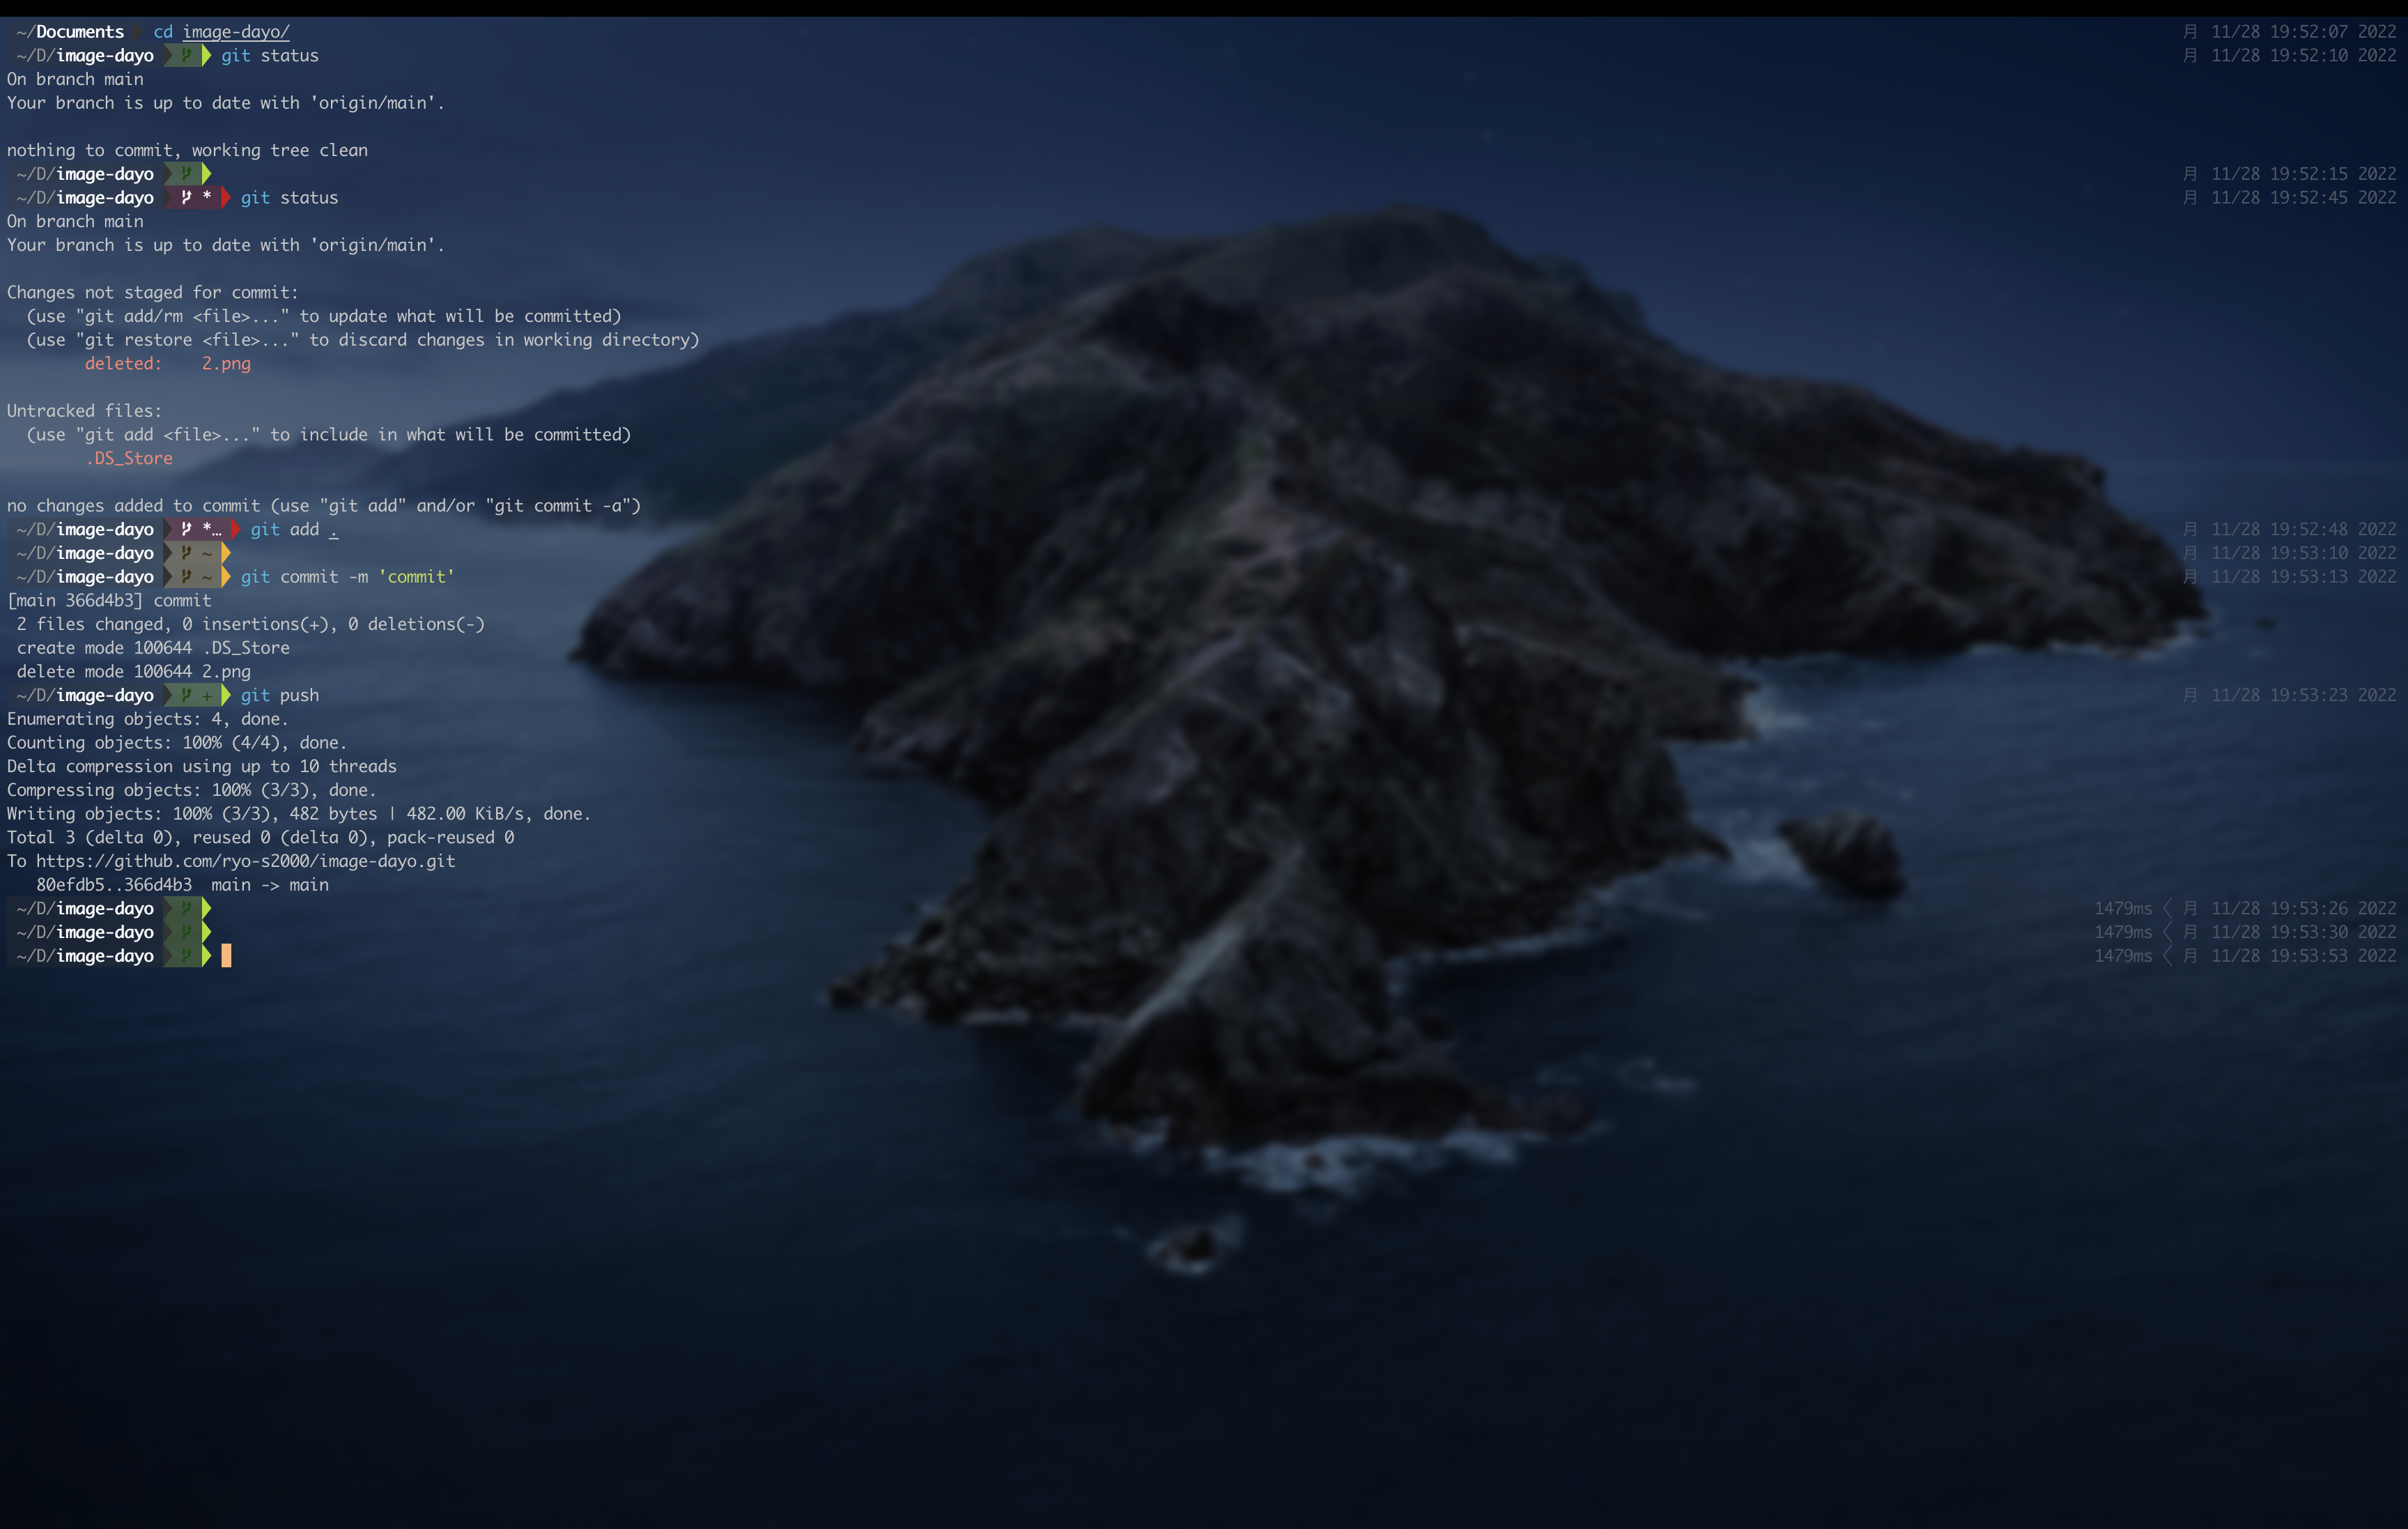 ~/Documents cd image-dayo/ 月 11/28 19:52:07 2022
~/D/image-dayo git status 月 11/28 19:52:10 2022
On branch main
Your branch is up to date with 'origin/main'.
nothing to commit, working tree clean
~/D/image-dayo 月 11/28 19:52:15 2022
~/D/image-dayo * git status 月 11/28 19:52:45 2022
On branch main
Your branch is up to date with 'origin/main'.
Changes not staged for commit:
(use "git add/rm <file>..." to update what will be committed)
(use "git restore <file>..." to discard changes in working directory)
deleted: 2.png
Untracked files:
(use "git add <file>..." to include in what will be committed)
.DS_Store
no changes added to commit (use "git add" and/or "git commit -a")
~/D/image-dayo *… git add . 月 11/28 19:52:48 2022
~/D/image-dayo ~ 月 11/28 19:53:10 2022
~/D/image-dayo ~ git commit -m 'commit' 月 11/28 19:53:13 2022
[main 366d4b3] commit
2 files changed, 0 insertions(+), 0 deletions(-)
create mode 100644 .DS_Store
delete mode 100644 2.png
~/D/image-dayo + git push 月 11/28 19:53:23 2022
Enumerating objects: 4, done.
Counting objects: 100% (4/4), done.
Delta compression using up to 10 threads
Compressing objects: 100% (3/3), done.
Writing objects: 100% (3/3), 482 bytes | 482.00 KiB/s, done.
Total 3 (delta 0), reused 0 (delta 0), pack-reused 0
To https://github.com/ryo-s2000/image-dayo.git
80efdb5..366d4b3 main -> main
~/D/image-dayo 1479ms 月 11/28 19:53:26 2022
~/D/image-dayo 1479ms 月 11/28 19:53:30 2022
~/D/image-dayo 1479ms 月 11/28 19:53:53 2022